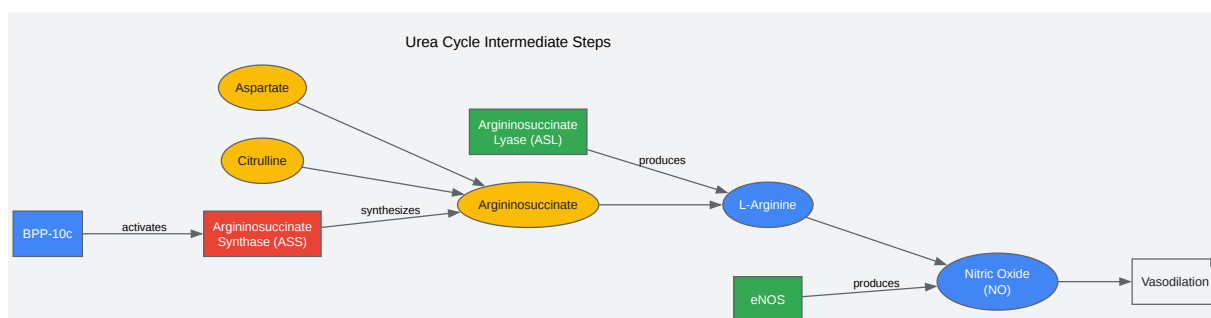 Urea Cycle Intermediate Steps
Aspartate
Citrulline
BPP-10c
activates
Argininosuccinate
Synthase (ASS)
synthesizes
Argininosuccinate
Argininosuccinate
Lyase (ASL)
produces
L-Arginine
eNOS
produces
Nitric Oxide
(NO)
Vasodilation